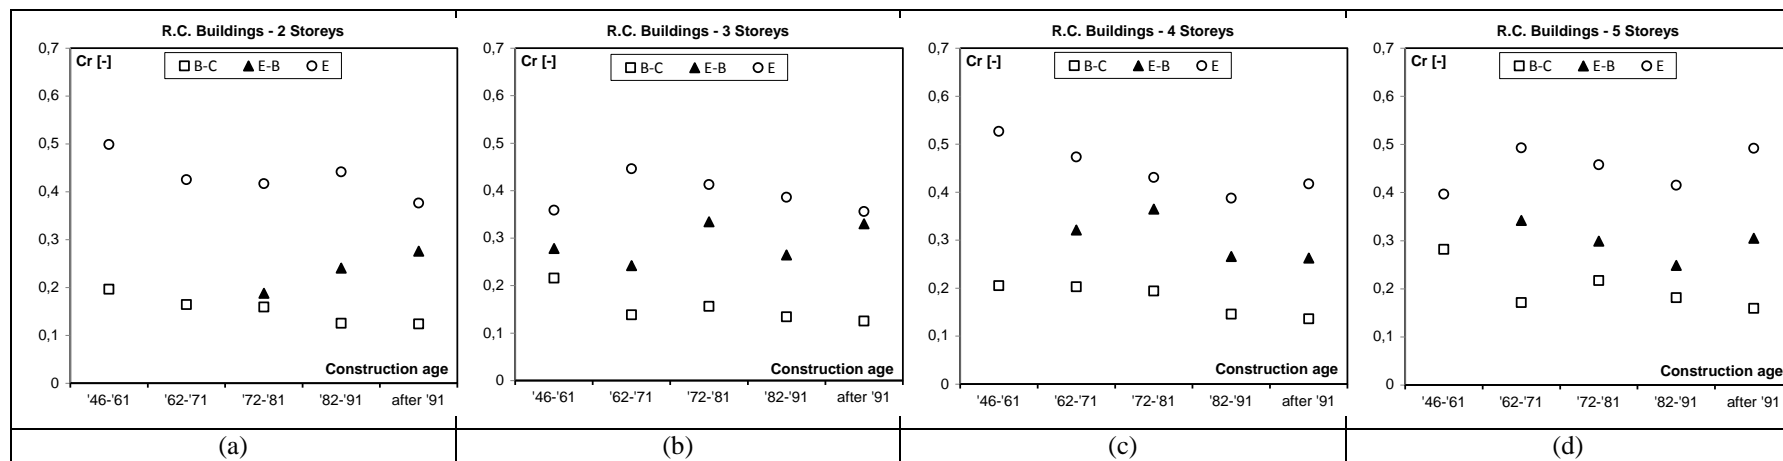 R.C. Buildings - 2 Storeys
0,7
Cr [-]
B-C E-B E
0,6
0,5
0,4
0,3
0,2
0,1
Construction age
0
'46-'61 '62-'71 '72-'81 '82-'91 after '91
(a)
R.C. Buildings - 3 Storeys
0,7
Cr [-]
B-C E-B E
0,6
0,5
0,4
0,3
0,2
0,1
Construction age
0
'46-'61 '62-'71 '72-'81 '82-'91 after '91
(b)
R.C. Buildings - 4 Storeys
0,7
Cr [-]
B-C E-B E
0,6
0,5
0,4
0,3
0,2
0,1
Construction age
0
'46-'61 '62-'71 '72-'81 '82-'91 after '91
(c)
R.C. Buildings - 5 Storeys
0,7
Cr [-]
B-C E-B E
0,6
0,5
0,4
0,3
0,2
0,1
Construction age
0
'46-'61 '62-'71 '72-'81 '82-'91 after '91
(d)